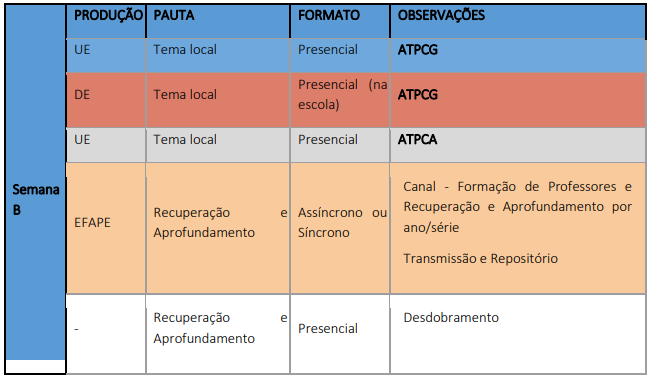 PRODUÇÃO PAUTA FORMATO OBSERVAÇÕES
Semana B
UE Tema local Presencial ATPCG
DE Tema local Presencial (na escola) ATPCG
UE Tema local Presencial ATPCA
EFAPE
Recuperação e
Aprofundamento
Assíncrono ou
Síncrono
Canal - Formação de Professores e
Recuperação e Aprofundamento por
ano/série
Transmissão e Repositório
-
Recuperação e
Aprofundamento
Presencial
Desdobramento